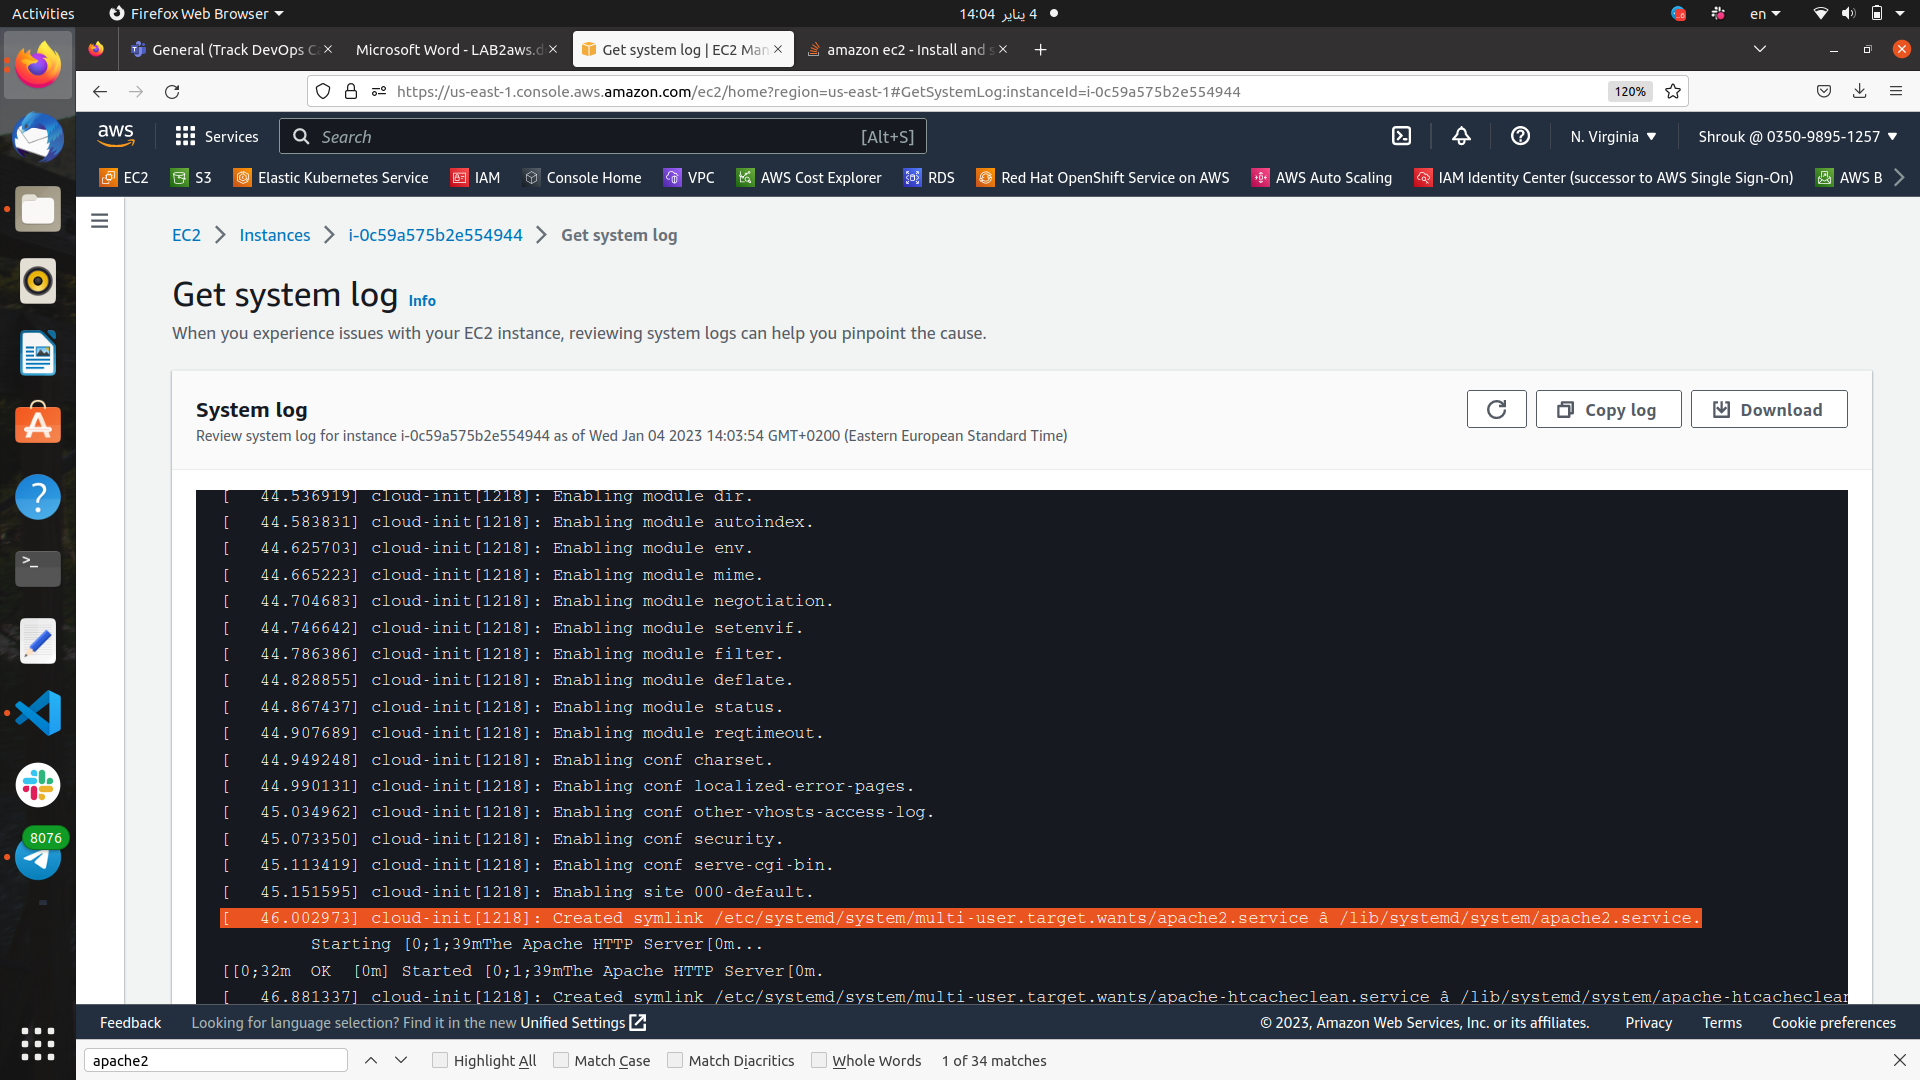 Activities
Firefox Web Browser
14:04 4 يناير
en
General (Track DevOps C
Microsoft Word - LAB2aws.d
Get system log | EC2 Man
amazon ec2 - Install and s
https://us-east-1.console.aws.amazon.com/ec2/home?region=us-east-1#GetSystemLog:instanceId=i-0c59a575b2e554944
120%
aws
Services
Search
[Alt+S]
N. Virginia
Shrouk @ 0350-9895-1257
EC2
S3
Elastic Kubernetes Service
IAM
Console Home
VPC
AWS Cost Explorer
RDS
Red Hat OpenShift Service on AWS
AWS Auto Scaling
IAM Identity Center (successor to AWS Single Sign-On)
AWS B
EC2
Instances
i-0c59a575b2e554944
Get system log
Get system log Info
When you experience issues with your EC2 instance, reviewing system logs can help you pinpoint the cause.
System log
Review system log for instance i-0c59a575b2e554944 as of Wed Jan 04 2023 14:03:54 GMT+0200 (Eastern European Standard Time)
Copy log
Download
[   44.536919] cloud-init[1218]: Enabling module dir.
[   44.583831] cloud-init[1218]: Enabling module autoindex.
[   44.625703] cloud-init[1218]: Enabling module env.
[   44.665223] cloud-init[1218]: Enabling module mime.
[   44.704683] cloud-init[1218]: Enabling module negotiation.
[   44.746642] cloud-init[1218]: Enabling module setenvif.
[   44.786386] cloud-init[1218]: Enabling module filter.
[   44.828855] cloud-init[1218]: Enabling module deflate.
[   44.867437] cloud-init[1218]: Enabling module status.
[   44.907689] cloud-init[1218]: Enabling module reqtimeout.
[   44.949248] cloud-init[1218]: Enabling conf charset.
[   44.990131] cloud-init[1218]: Enabling conf localized-error-pages.
[   45.034962] cloud-init[1218]: Enabling conf other-vhosts-access-log.
[   45.073350] cloud-init[1218]: Enabling conf security.
[   45.113419] cloud-init[1218]: Enabling conf serve-cgi-bin.
[   45.151595] cloud-init[1218]: Enabling site 000-default.
[   46.002973] cloud-init[1218]: Created symlink /etc/systemd/system/multi-user.target.wants/apache2.service â /lib/systemd/system/apache2.service.
Starting [0;1;39mThe Apache HTTP Server[0m...
[[0;32m  OK  [0m] Started [0;1;39mThe Apache HTTP Server[0m.
[   46.881337] cloud-init[1218]: Created symlink /etc/systemd/system/multi-user.target.wants/apache-htcacheclean.service â /lib/systemd/system/apache-htcacheclean
8076
Feedback
Looking for language selection? Find it in the new Unified Settings
© 2023, Amazon Web Services, Inc. or its affiliates.
Privacy
Terms
Cookie preferences
apache2
Highlight All
Match Case
Match Diacritics
Whole Words
1 of 34 matches